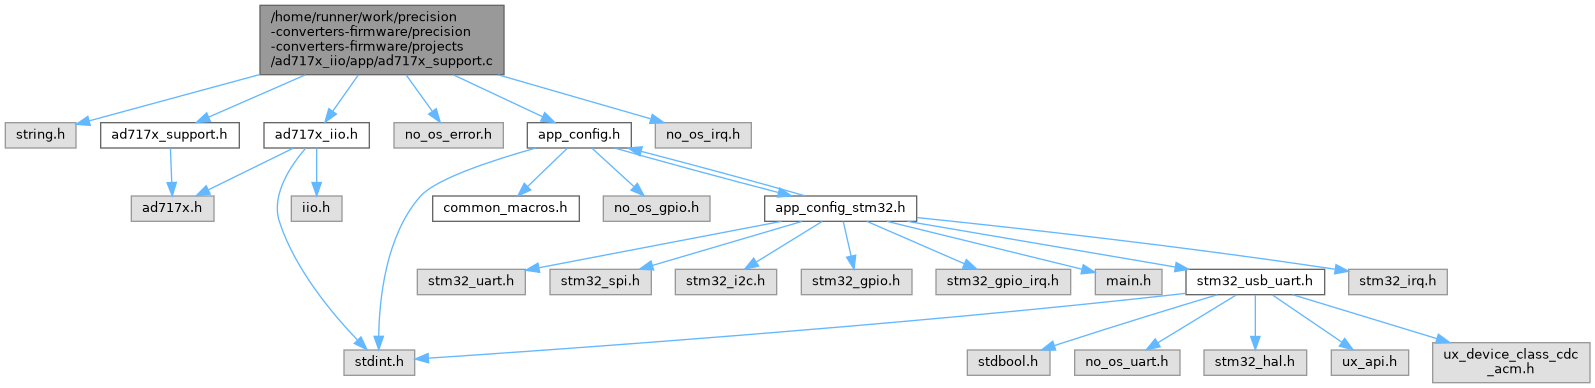 /home/runner/work/precision
-converters-firmware/precision
-converters-firmware/projects
/ad717x_iio/app/ad717x_support.c
string.h
ad717x_support.h
ad717x_iio.h
no_os_error.h
app_config.h
no_os_irq.h
ad717x.h
iio.h
common_macros.h
no_os_gpio.h
app_config_stm32.h
stm32_uart.h
stm32_spi.h
stm32_i2c.h
stm32_gpio.h
stm32_gpio_irq.h
main.h
stm32_usb_uart.h
stm32_irq.h
stdint.h
stdbool.h
no_os_uart.h
stm32_hal.h
ux_api.h
ux_device_class_cdc
_acm.h